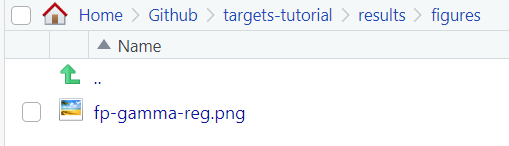 Home > Github > targets-tutorial > results > figures
Name
..
fp-gamma-reg.png